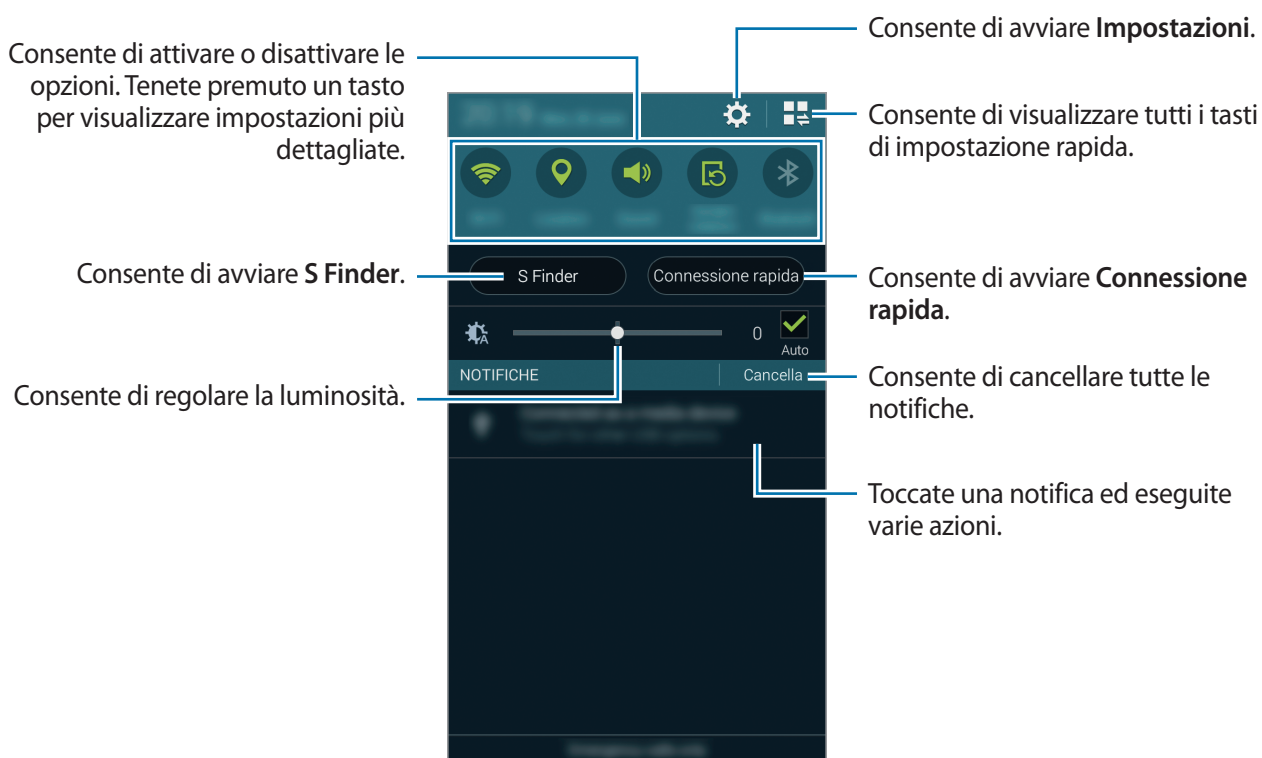 Consente di avviare Impostazioni.
Consente di attivare o disattivare le
opzioni. Tenete premuto un tasto
per visualizzare impostazioni più
dettagliate.
Consente di visualizzare tutti i tasti
di impostazione rapida.
Consente di avviare S Finder.
S Finder
Connessione rapida
Consente di avviare Connessione
rapida.
0
Auto
NOTIFICHE
Cancella
Consente di regolare la luminosità.
Consente di cancellare tutte le
notifiche.
Toccate una notifica ed eseguite
varie azioni.